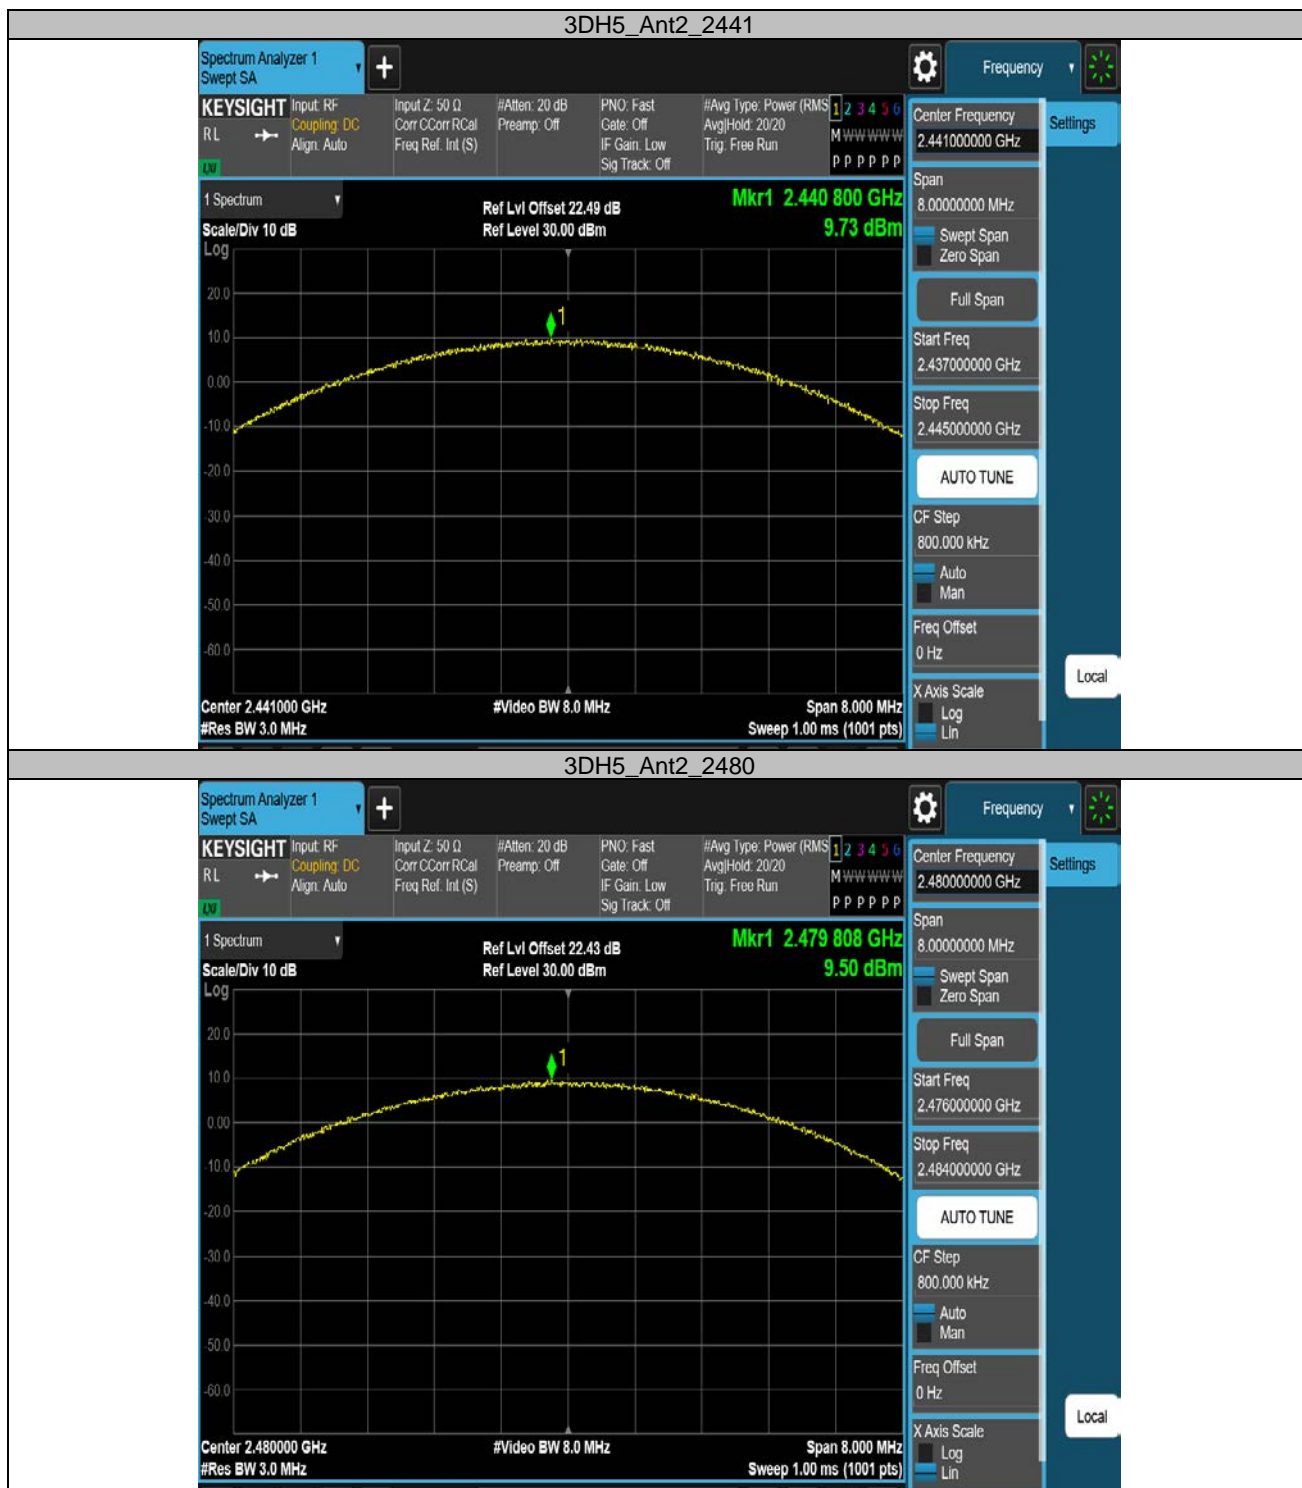 3DH5_Ant2_2441
Spectrum Analyzer 1
Swept SA
+
Frequency
KEYSIGHT
RL
LXI
Input: RF
Coupling: DC
Align: Auto
Input Z: 50 Ω
Corr CCorr RCal
Freq Ref: Int (S)
#Atten: 20 dB
Preamp: Off
PNO: Fast
Gate: Off
IF Gain: Low
Sig Track: Off
#Avg Type: Power (RMS
Avg|Hold: 20/20
Trig: Free Run
1 2 3 4 5 6
M W W W W W
P P P P P P
Center Frequency
2.441000000 GHz
Settings
1 Spectrum
Scale/Div 10 dB
Log
Ref Lvl Offset 22.49 dB
Ref Level 30.00 dBm
Mkr1 2.440 800 GHz
9.73 dBm
Span
8.00000000 MHz
Swept Span
Zero Span
Full Span
Start Freq
2.437000000 GHz
Stop Freq
2.445000000 GHz
AUTO TUNE
CF Step
800.000 kHz
Auto
Man
Freq Offset
0 Hz
X Axis Scale
Log
Lin
Local
20.0
10.0
0.00
-10.0
-20.0
-30.0
-40.0
-50.0
-60.0
1
Center 2.441000 GHz
#Res BW 3.0 MHz
#Video BW 8.0 MHz
Span 8.000 MHz
Sweep 1.00 ms (1001 pts)
3DH5_Ant2_2480
Spectrum Analyzer 1
Swept SA
+
Frequency
KEYSIGHT
RL
LXI
Input: RF
Coupling: DC
Align: Auto
Input Z: 50 Ω
Corr CCorr RCal
Freq Ref: Int (S)
#Atten: 20 dB
Preamp: Off
PNO: Fast
Gate: Off
IF Gain: Low
Sig Track: Off
#Avg Type: Power (RMS
Avg|Hold: 20/20
Trig: Free Run
1 2 3 4 5 6
M W W W W W
P P P P P P
Center Frequency
2.480000000 GHz
Settings
1 Spectrum
Scale/Div 10 dB
Log
Ref Lvl Offset 22.43 dB
Ref Level 30.00 dBm
Mkr1 2.479 808 GHz
9.50 dBm
Span
8.00000000 MHz
Swept Span
Zero Span
Full Span
Start Freq
2.476000000 GHz
Stop Freq
2.484000000 GHz
AUTO TUNE
CF Step
800.000 kHz
Auto
Man
Freq Offset
0 Hz
X Axis Scale
Log
Lin
Local
20.0
10.0
0.00
-10.0
-20.0
-30.0
-40.0
-50.0
-60.0
1
Center 2.480000 GHz
#Res BW 3.0 MHz
#Video BW 8.0 MHz
Span 8.000 MHz
Sweep 1.00 ms (1001 pts)